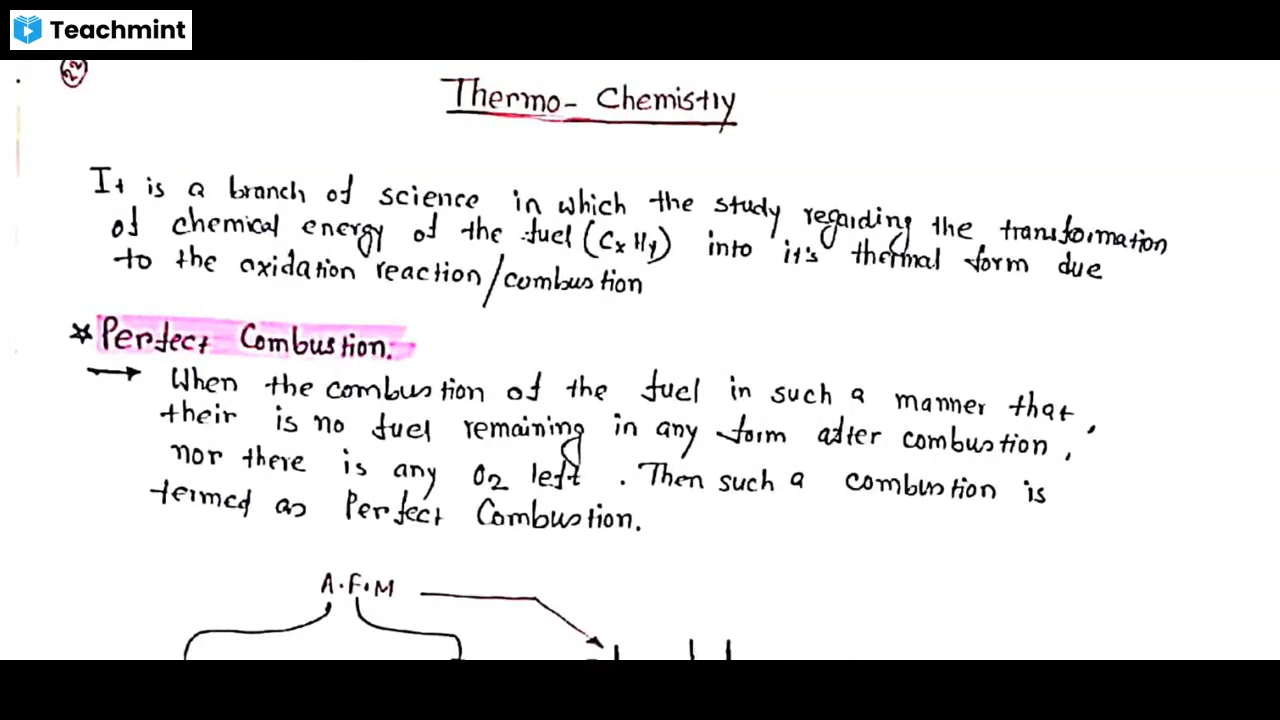 Teachmint
22
Thermo-Chemistry
It is a branch of science in which the study regarding the transformation
of chemical energy of the fuel (CxHy) into it's thermal form due
to the oxidation reaction/combustion
* Perfect Combustion.
→ When the combustion of the fuel in such a manner that,
their is no fuel remaining in any form after combustion,
nor there is any O2 left. Then such a combustion is
termed as Perfect Combustion.
A.F.M